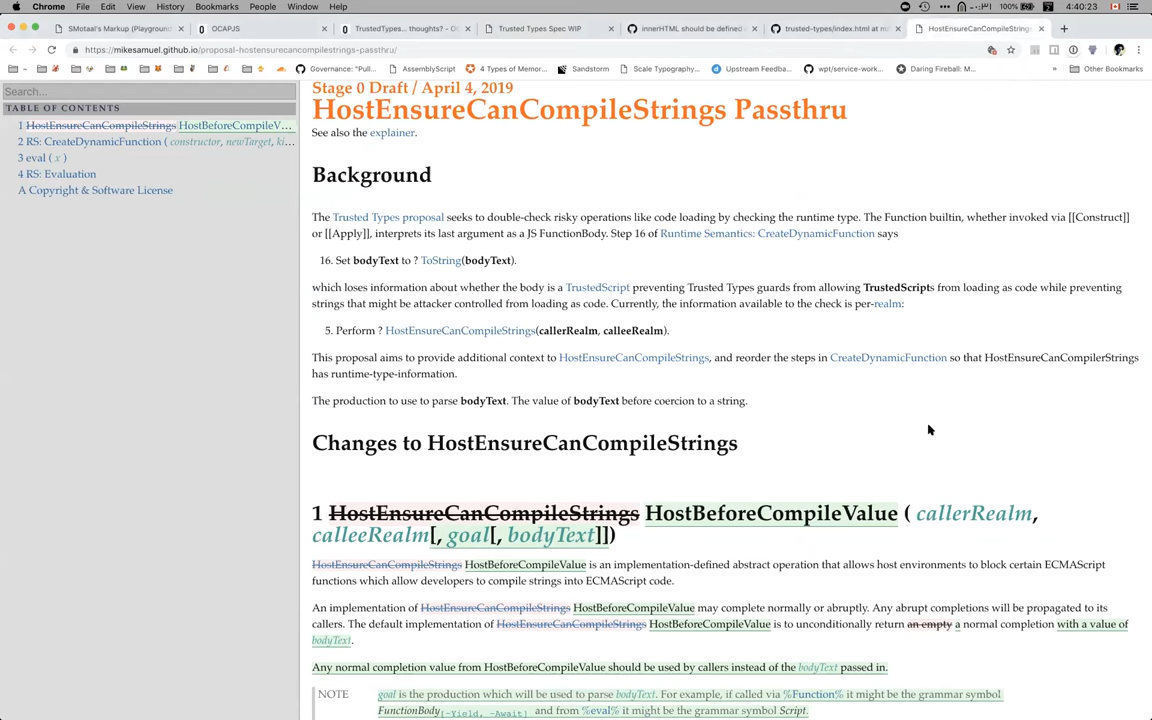 Chrome File Edit View History Bookmarks People Window Help 100% 4:40:23
SMotaal's Markup (Playground OCAPJS TrustedTypes... thoughts? - o Trusted Types Spec WIP innerHTML should be defined trusted-types/index.html at m HostEnsureCanCompileStrings
https://mikesamuel.github.io/proposal-hostensurecancompilestrings-passthru/
Governance: "Pull... AssemblyScript 4 Types of Memor... Sandstorm Scale Typography... Upstream Feedba... wpt/service-work... Daring Fireball: M... » Other Bookmarks
Search...
TABLE OF CONTENTS
1 HostEnsureCanCompileStrings HostBeforeCompileV...
2 RS: CreateDynamicFunction ( constructor, newTarget, ki...
3 eval ( x )
4 RS: Evaluation
A Copyright & Software License
Stage 0 Draft / April 4, 2019
HostEnsureCanCompileStrings Passthru
See also the explainer.
Background
The Trusted Types proposal seeks to double-check risky operations like code loading by checking the runtime type. The Function builtin, whether invoked via [[Construct]]
or [[Apply]], interprets its last argument as a JS FunctionBody. Step 16 of Runtime Semantics: CreateDynamicFunction says
16. Set bodyText to ? ToString(bodyText).
which loses information about whether the body is a TrustedScript preventing Trusted Types guards from allowing TrustedScripts from loading as code while preventing
strings that might be attacker controlled from loading as code. Currently, the information available to the check is per-realm:
5. Perform ? HostEnsureCanCompileStrings(callerRealm, calleeRealm).
This proposal aims to provide additional context to HostEnsureCanCompileStrings, and reorder the steps in CreateDynamicFunction so that HostEnsureCanCompilerStrings
has runtime-type-information.
The production to use to parse bodyText. The value of bodyText before coercion to a string.
Changes to HostEnsureCanCompileStrings
1 HostEnsureCanCompileStrings HostBeforeCompileValue ( callerRealm,
calleeRealm[, goal[, bodyText]])
HostEnsureCanCompileStrings HostBeforeCompileValue is an implementation-defined abstract operation that allows host environments to block certain ECMAScript
functions which allow developers to compile strings into ECMAScript code.
An implementation of HostEnsureCanCompileStrings HostBeforeCompileValue may complete normally or abruptly. Any abrupt completions will be propagated to its
callers. The default implementation of HostEnsureCanCompileStrings HostBeforeCompileValue is to unconditionally return an empty a normal completion with a value of
bodyText.
Any normal completion value from HostBeforeCompileValue should be used by callers instead of the bodyText passed in.
NOTE goal is the production which will be used to parse bodyText. For example, if called via %Function% it might be the grammar symbol
FunctionBody[~Yield, ~Await] and from %eval% it might be the grammar symbol Script.